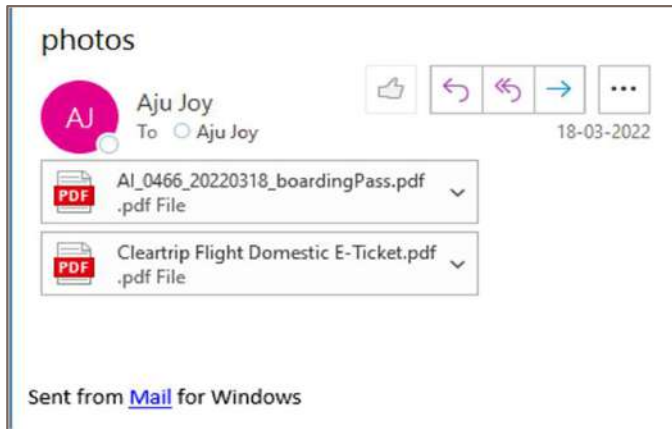 photos
AJ
Aju Joy
To Aju Joy
18-03-2022
PDF
AI_0466_20220318_boardingPass.pdf
.pdf File
PDF
Cleartrip Flight Domestic E-Ticket.pdf
.pdf File
Sent from Mail for Windows